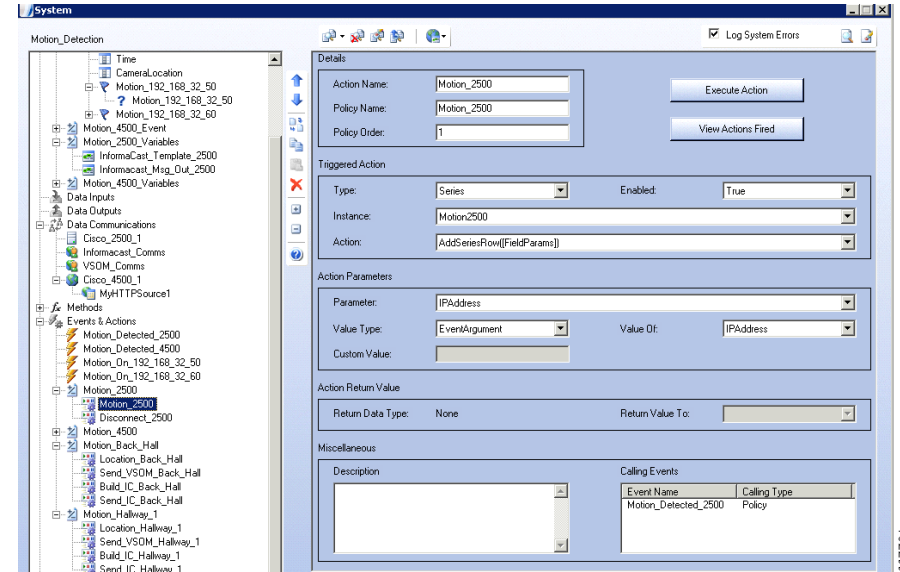 System
Motion_Detection
Log System Errors
Time
CameraLocation
Motion_192_168_32_50
? Motion_192_168_32_50
Motion_192_168_32_60
Motion_4500_Event
Motion_2500_Variables
InformaCast_Template_2500
Informacast_Msg_Out_2500
Motion_4500_Variables
Data Inputs
Data Outputs
Data Communications
Cisco_2500_1
Informacast_Comms
VSOM_Comms
Cisco_4500_1
MyHTTPSource1
fx Methods
Events & Actions
Motion_Detected_2500
Motion_Detected_4500
Motion_On_192_168_32_50
Motion_On_192_168_32_60
Motion_2500
Motion_2500
Disconnect_2500
Motion_4500
Motion_Back_Hall
Location_Back_Hall
Send_VSOM_Back_Hall
Build_IC_Back_Hall
Send_IC_Back_Hall
Motion_Hallway_1
Location_Hallway_1
Send_VSOM_Hallway_1
Build_IC_Hallway_1
Send_IC_Hallway_1
Details
Action Name: Motion_2500
Execute Action
Policy Name: Motion_2500
Policy Order: 1
View Actions Fired
Triggered Action
Type: Series Enabled: True
Instance: Motion2500
Action: AddSeriesRow([FieldParams])
Action Parameters
Parameter: IPAddress
Value Type: EventArgument Value Of: IPAddress
Custom Value:
Action Return Value
Return Data Type: None Return Value To:
Miscellaneous
Description Calling Events
Event Name Calling Type
Motion_Detected_2500 Policy